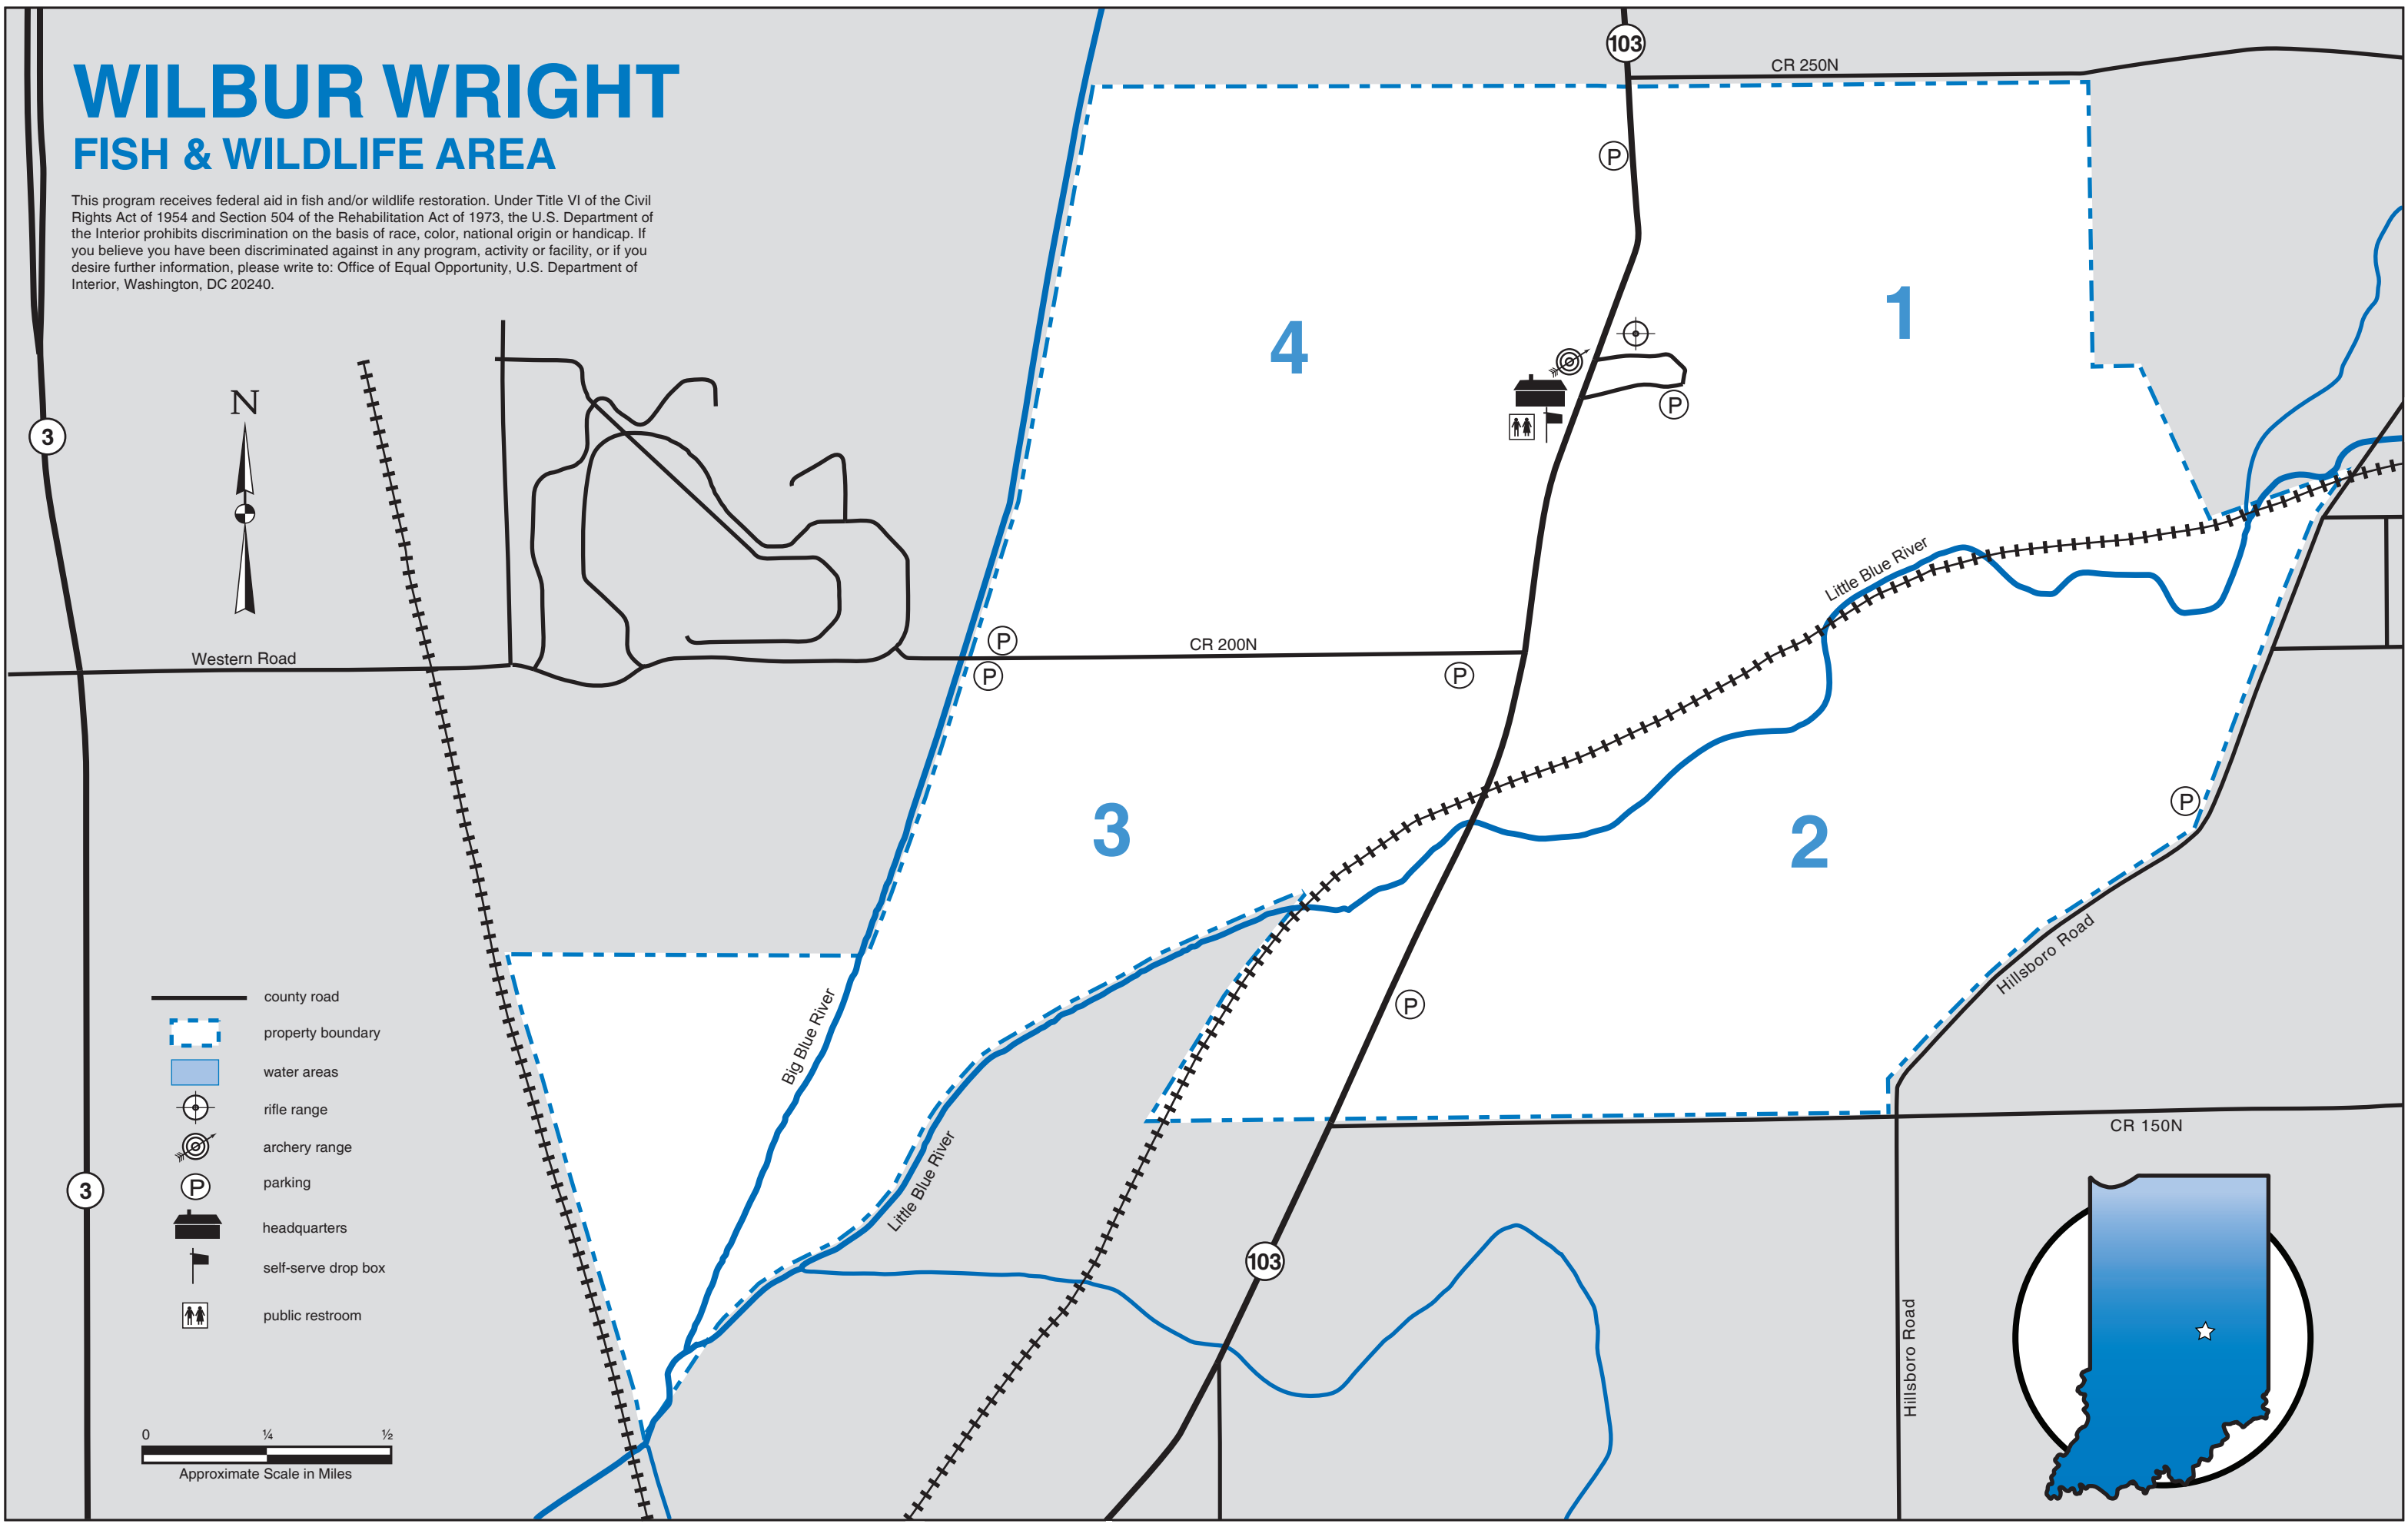 WILBUR WRIGHT
FISH & WILDLIFE AREA
This program receives federal aid in fish and/or wildlife restoration. Under Title VI of the Civil
Rights Act of 1954 and Section 504 of the Rehabilitation Act of 1973, the U.S. Department of
the Interior prohibits discrimination on the basis of race, color, national origin or handicap. If
you believe you have been discriminated against in any program, activity or facility, or if you
desire further information, please write to: Office of Equal Opportunity, U.S. Department of
Interior, Washington, DC 20240.
103
CR 250N
P
1
4
N
3
P
Little Blue River
P
CR 200N
Western Road
P
P
P
3
2
Hillsboro Road
P
Big Blue River
county road
property boundary
water areas
rifle range
archery range
P
parking
headquarters
self-serve drop box
public restroom
CR 150N
Little Blue River
3
103
Hillsboro Road
0 ¼ ½
Approximate Scale in Miles